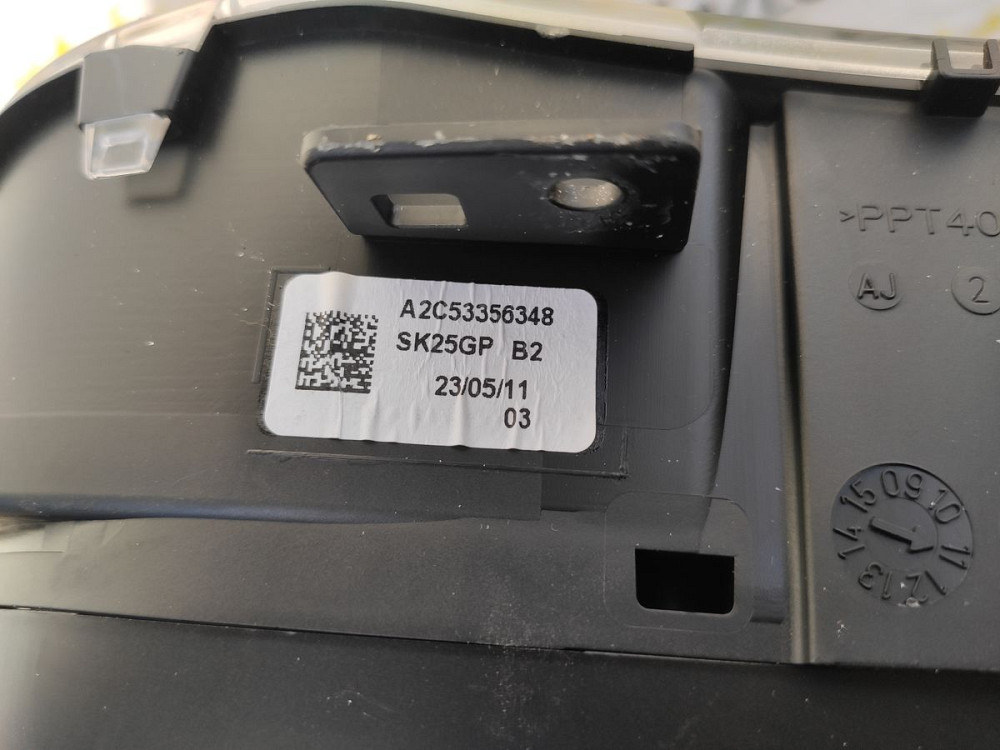 A2C53356348
SK25GP B2
23/05/11
03
>PPT40
AJ
2
14 15 09 10 11 12 13